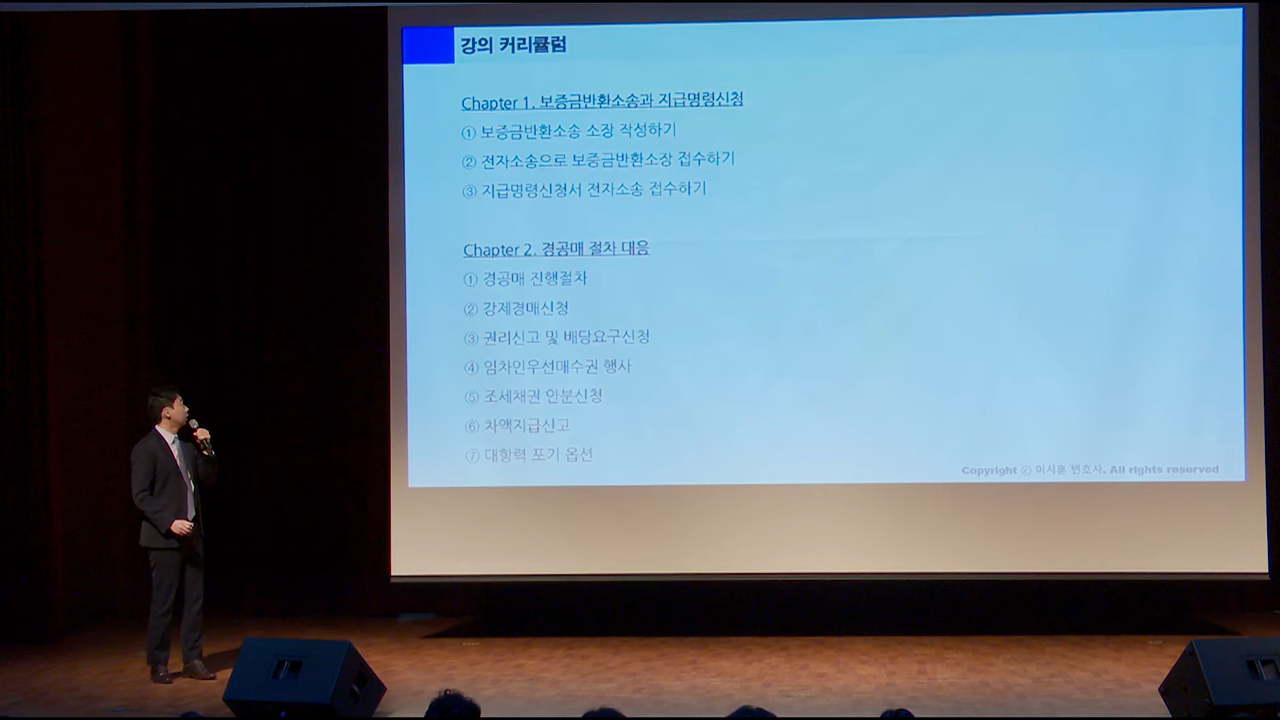 강의 커리큘럼
Chapter 1. 보증금반환소송과 지급명령신청
① 보증금반환소송 소장 작성하기
② 전자소송으로 보증금반환소장 접수하기
③ 지급명령신청서 전자소송 접수하기
Chapter 2. 경공매 절차 대응
① 경공매 진행절차
② 강제경매신청
③ 권리신고 및 배당요구신청
④ 임차인우선매수권 행사
⑤ 조세채권 안분신청
⑥ 차액지급신고
⑦ 대항력 포기 옵션
Copyright ⓒ 이시훈 변호사. All rights reserved